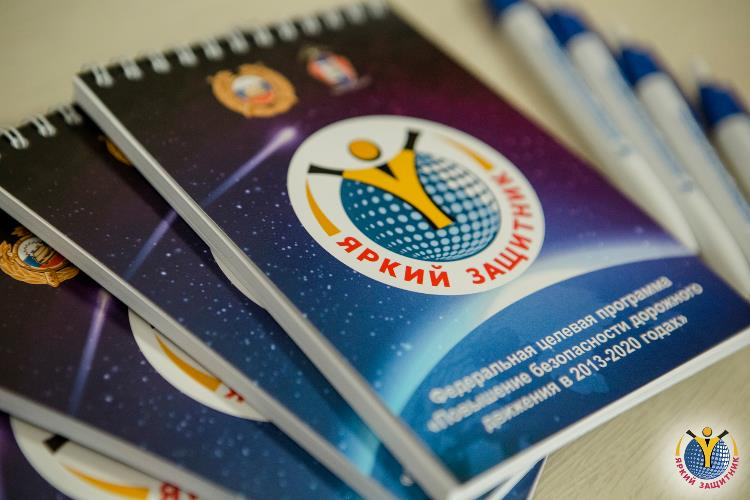 ЯРКИЙ ЗАЩИТНИК
Федеральная целевая программа
«Повышение безопасности дорожного
движения в 2013-2020 годах»
ЯРКИЙ ЗАЩИТНИК